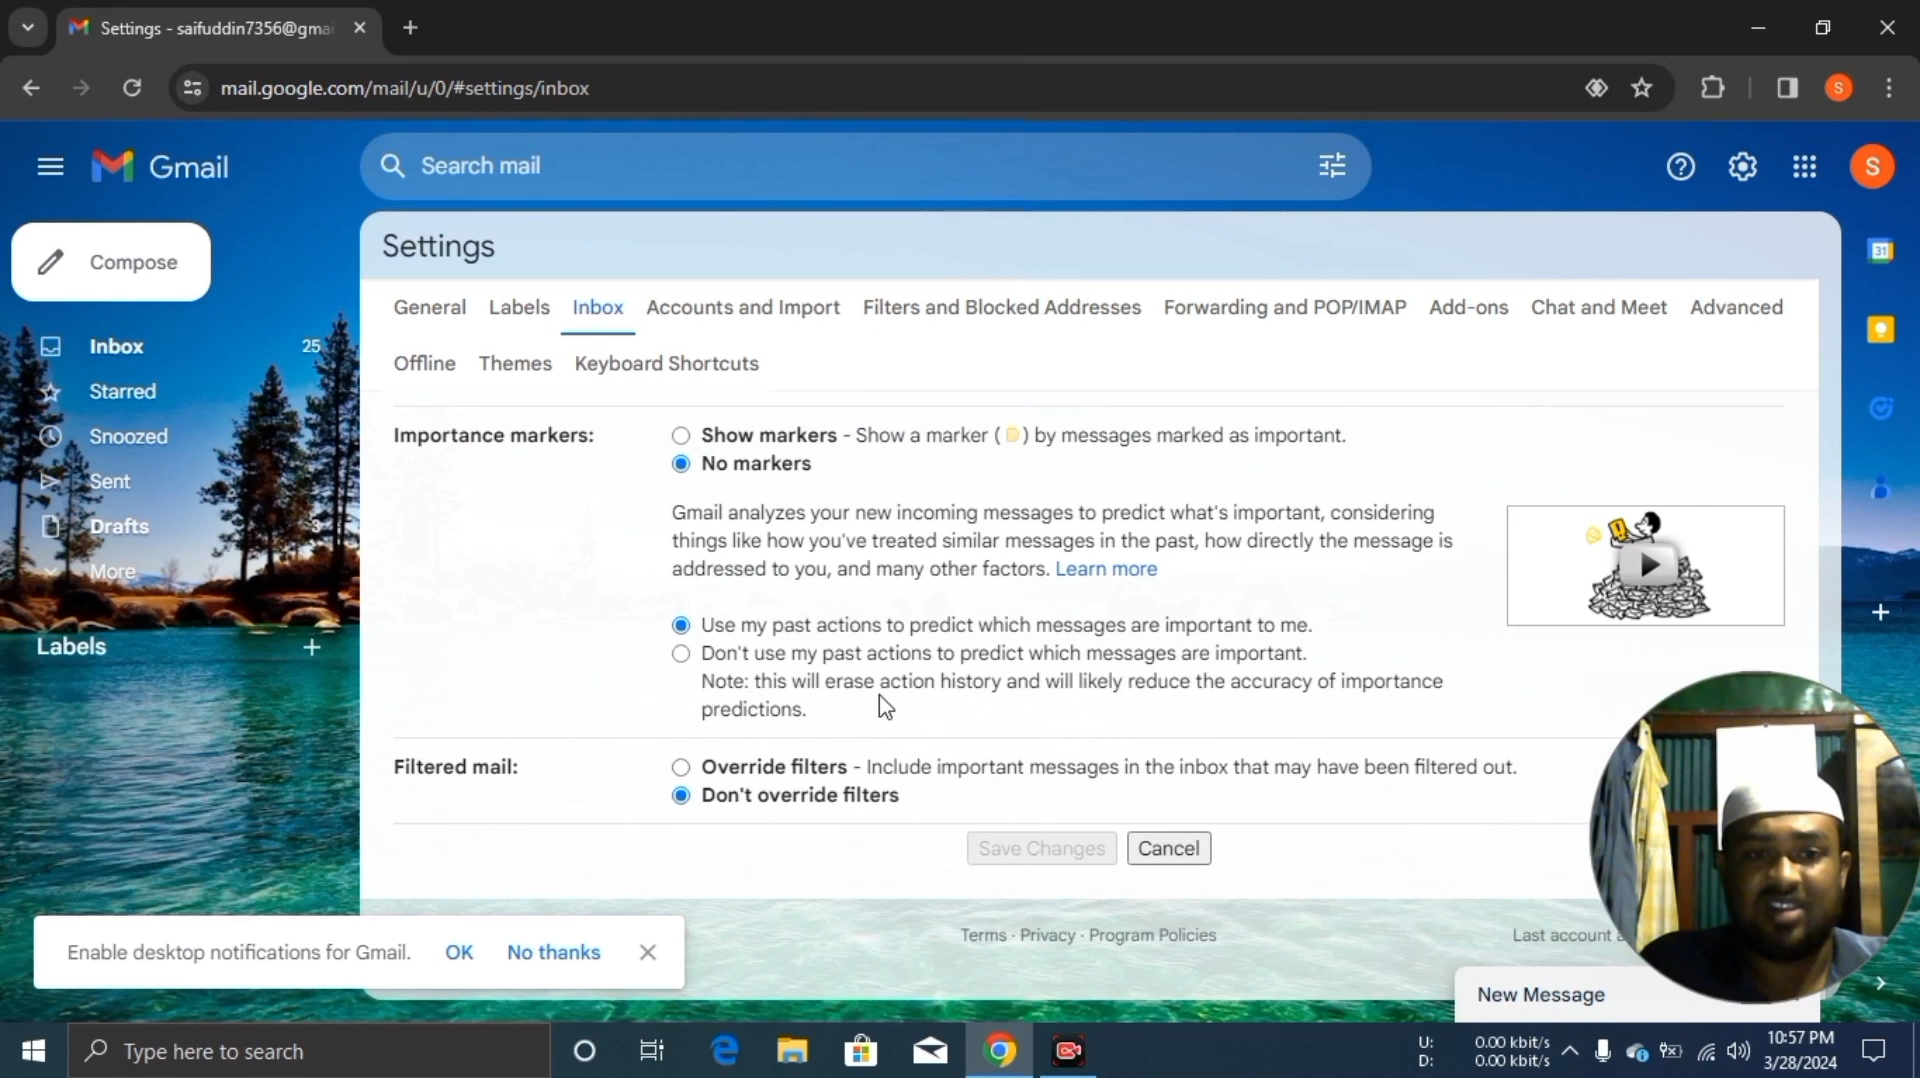 Settings - saifuddin7356@gmai
mail.google.com/mail/u/0/#settings/inbox
S
Gmail
Search mail
S
Compose
Settings
31
General Labels Inbox Accounts and Import Filters and Blocked Addresses Forwarding and POP/IMAP Add-ons Chat and Meet Advanced
Offline Themes Keyboard Shortcuts
Inbox 25
Starred
Snoozed
Sent
Drafts 3
More
Labels
Importance markers:
Show markers - Show a marker ( ) by messages marked as important.
No markers
Gmail analyzes your new incoming messages to predict what's important, considering
things like how you've treated similar messages in the past, how directly the message is
addressed to you, and many other factors. Learn more
Use my past actions to predict which messages are important to me.
Don't use my past actions to predict which messages are important.
Note: this will erase action history and will likely reduce the accuracy of importance
predictions.
Filtered mail:
Override filters - Include important messages in the inbox that may have been filtered out.
Don't override filters
Save Changes Cancel
Enable desktop notifications for Gmail. OK No thanks
Terms · Privacy · Program Policies
Last account
New Message
Type here to search
U: 0.00 kbit/s
D: 0.00 kbit/s
10:57 PM
3/28/2024